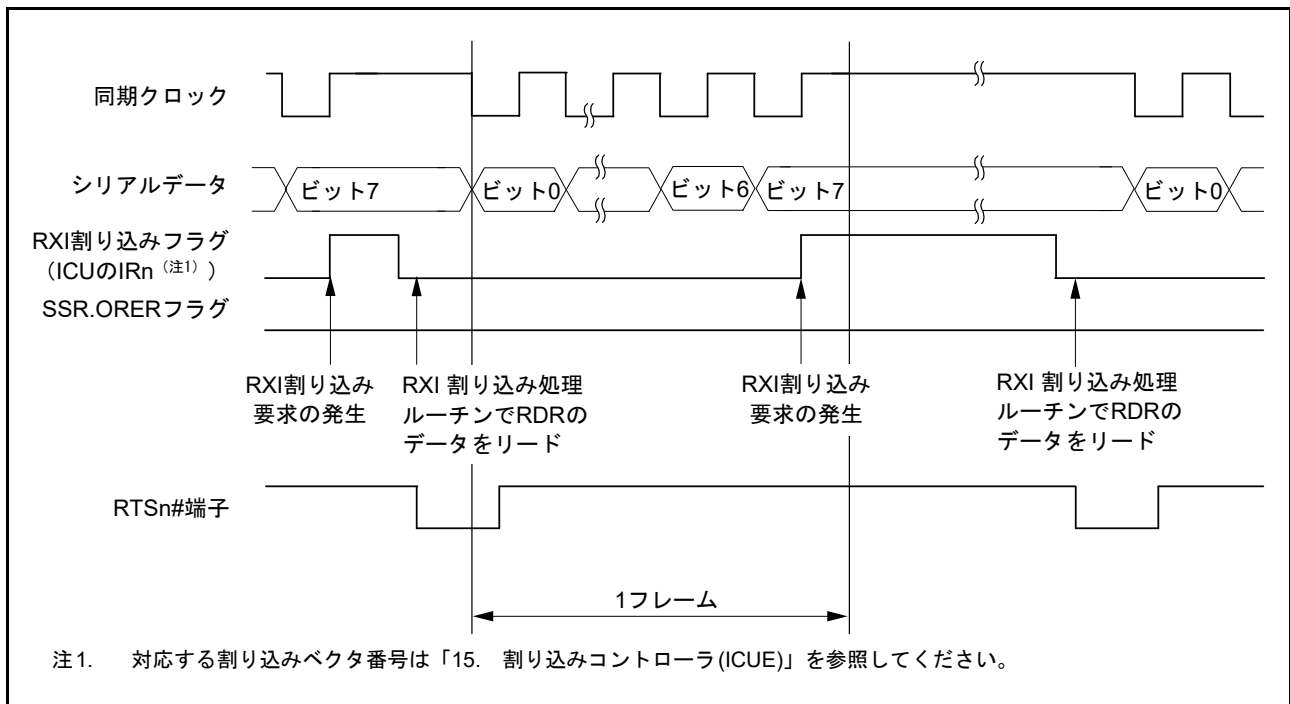 同期クロック
シリアルデータ
ビット7
ビット0
ビット6
ビット7
ビット0
RXI割り込みフラグ
（ICUのIRn（注1））
SSR.ORERフラグ
RXI割り込み
要求の発生
RXI 割り込み処理
ルーチンでRDRの
データをリード
RXI割り込み
要求の発生
RXI 割り込み処理
ルーチンでRDRの
データをリード
RTSn#端子
1フレーム
注1. 対応する割り込みベクタ番号は「15. 割り込みコントローラ(ICUE)」を参照してください。